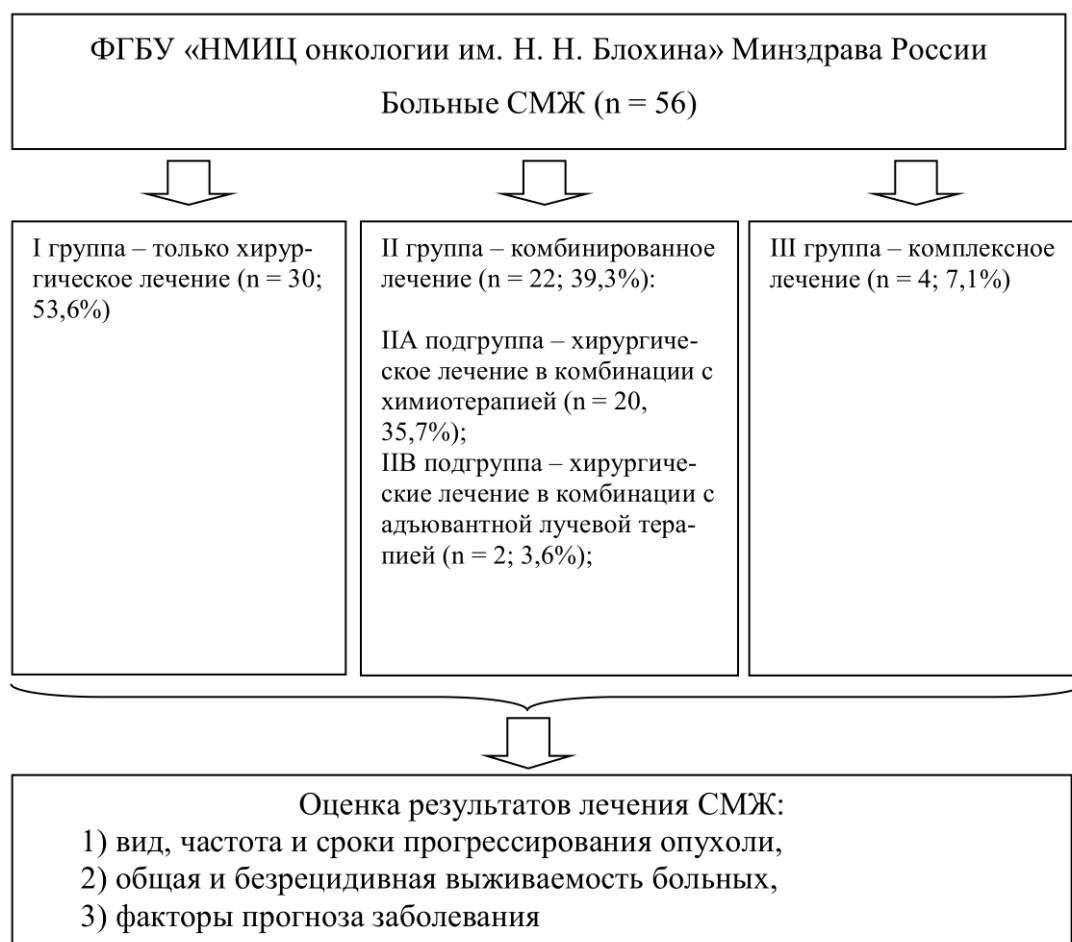 ФГБУ «НМИЦ онкологии им. Н. Н. Блохина» Минздрава России
Больные СМЖ (n = 56)
I группа – только хирур-
гическое лечение (n = 30;
53,6%)
II группа – комбинированное
лечение (n = 22; 39,3%):
IIA подгруппа – хирургиче-
ское лечение в комбинации с
химиотерапией (n = 20,
35,7%);
IIB подгруппа – хирургиче-
ские лечение в комбинации с
адъювантной лучевой тера-
пией (n = 2; 3,6%);
III группа – комплексное
лечение (n = 4; 7,1%)
Оценка результатов лечения СМЖ:
1) вид, частота и сроки прогрессирования опухоли,
2) общая и безрецидивная выживаемость больных,
3) факторы прогноза заболевания